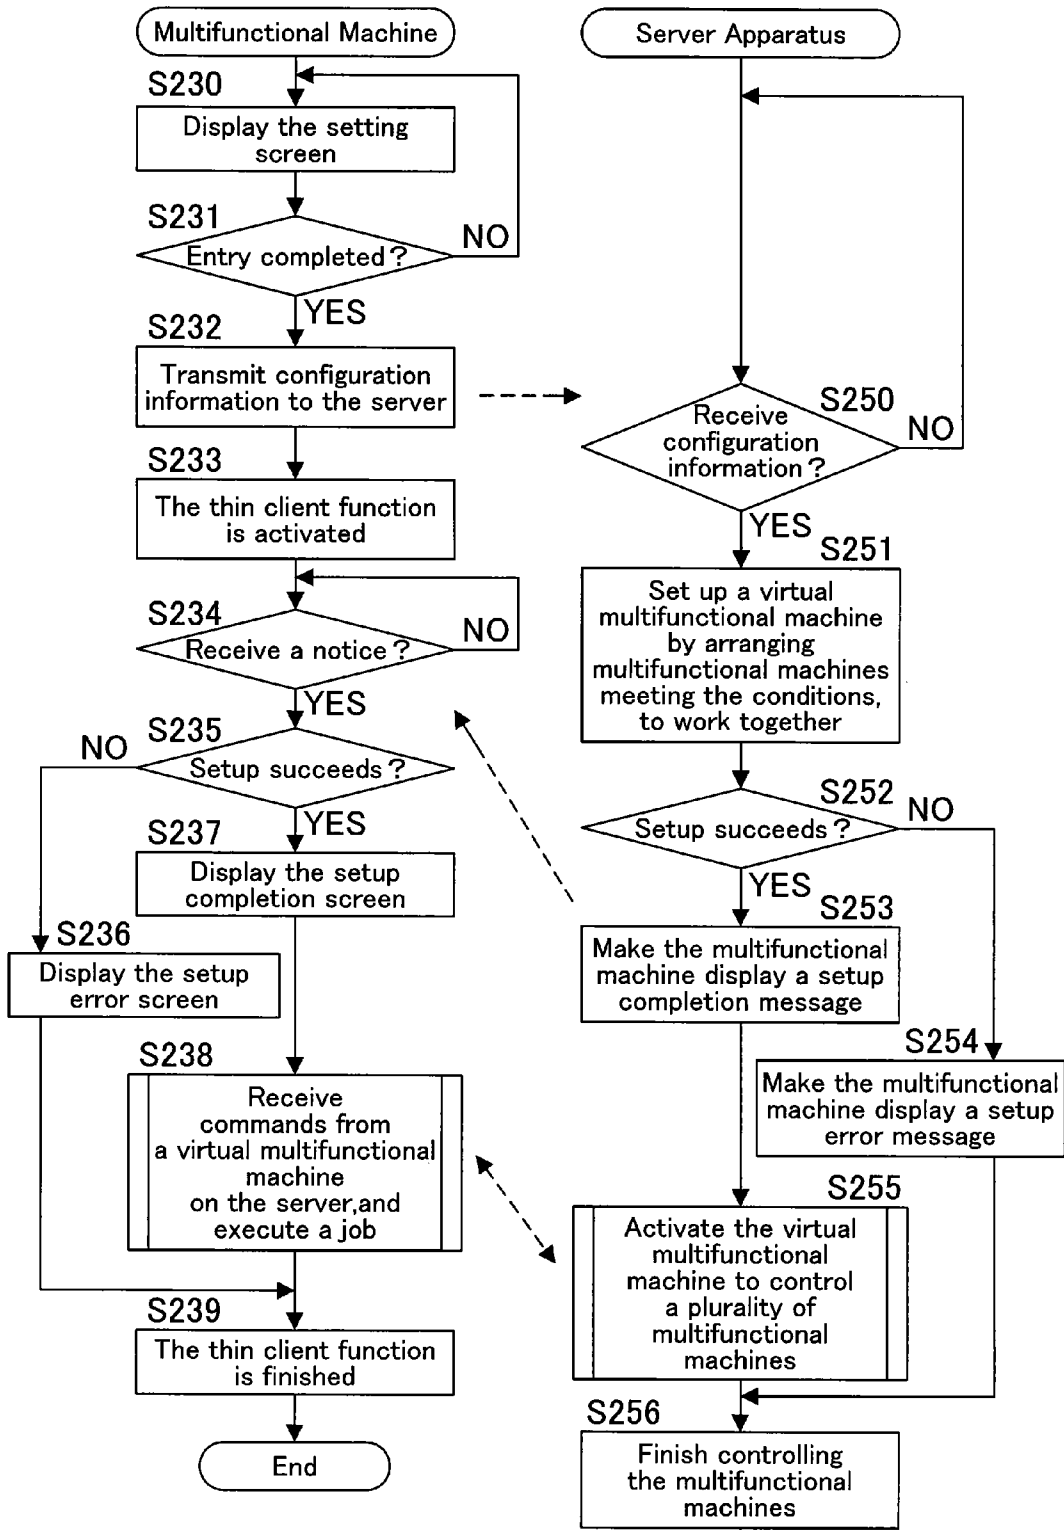 Multifunctional Machine
S230
Display the setting
screen
S231
Entry completed?
NO
YES
S232
Transmit configuration
information to the server
S233
The thin client function
is activated
S234
Receive a notice?
NO
YES
S235
NO
Setup succeeds?
YES
S237
Display the setup
completion screen
S236
Display the setup
error screen
S238
Receive
commands from
a virtual multifunctional
machine
on the server,and
execute a job
S239
The thin client function
is finished
End
Server Apparatus
S250
Receive
configuration
information?
NO
YES
S251
Set up a virtual
multifunctional machine
by arranging
multifunctional machines
meeting the conditions,
to work together
S252
Setup succeeds?
NO
YES
S253
Make the multifunctional
machine display a setup
completion message
S254
Make the multifunctional
machine display a setup
error message
S255
Activate the virtual
multifunctional
machine to control
a plurality of
multifunctional
machines
S256
Finish controlling
the multifunctional
machines